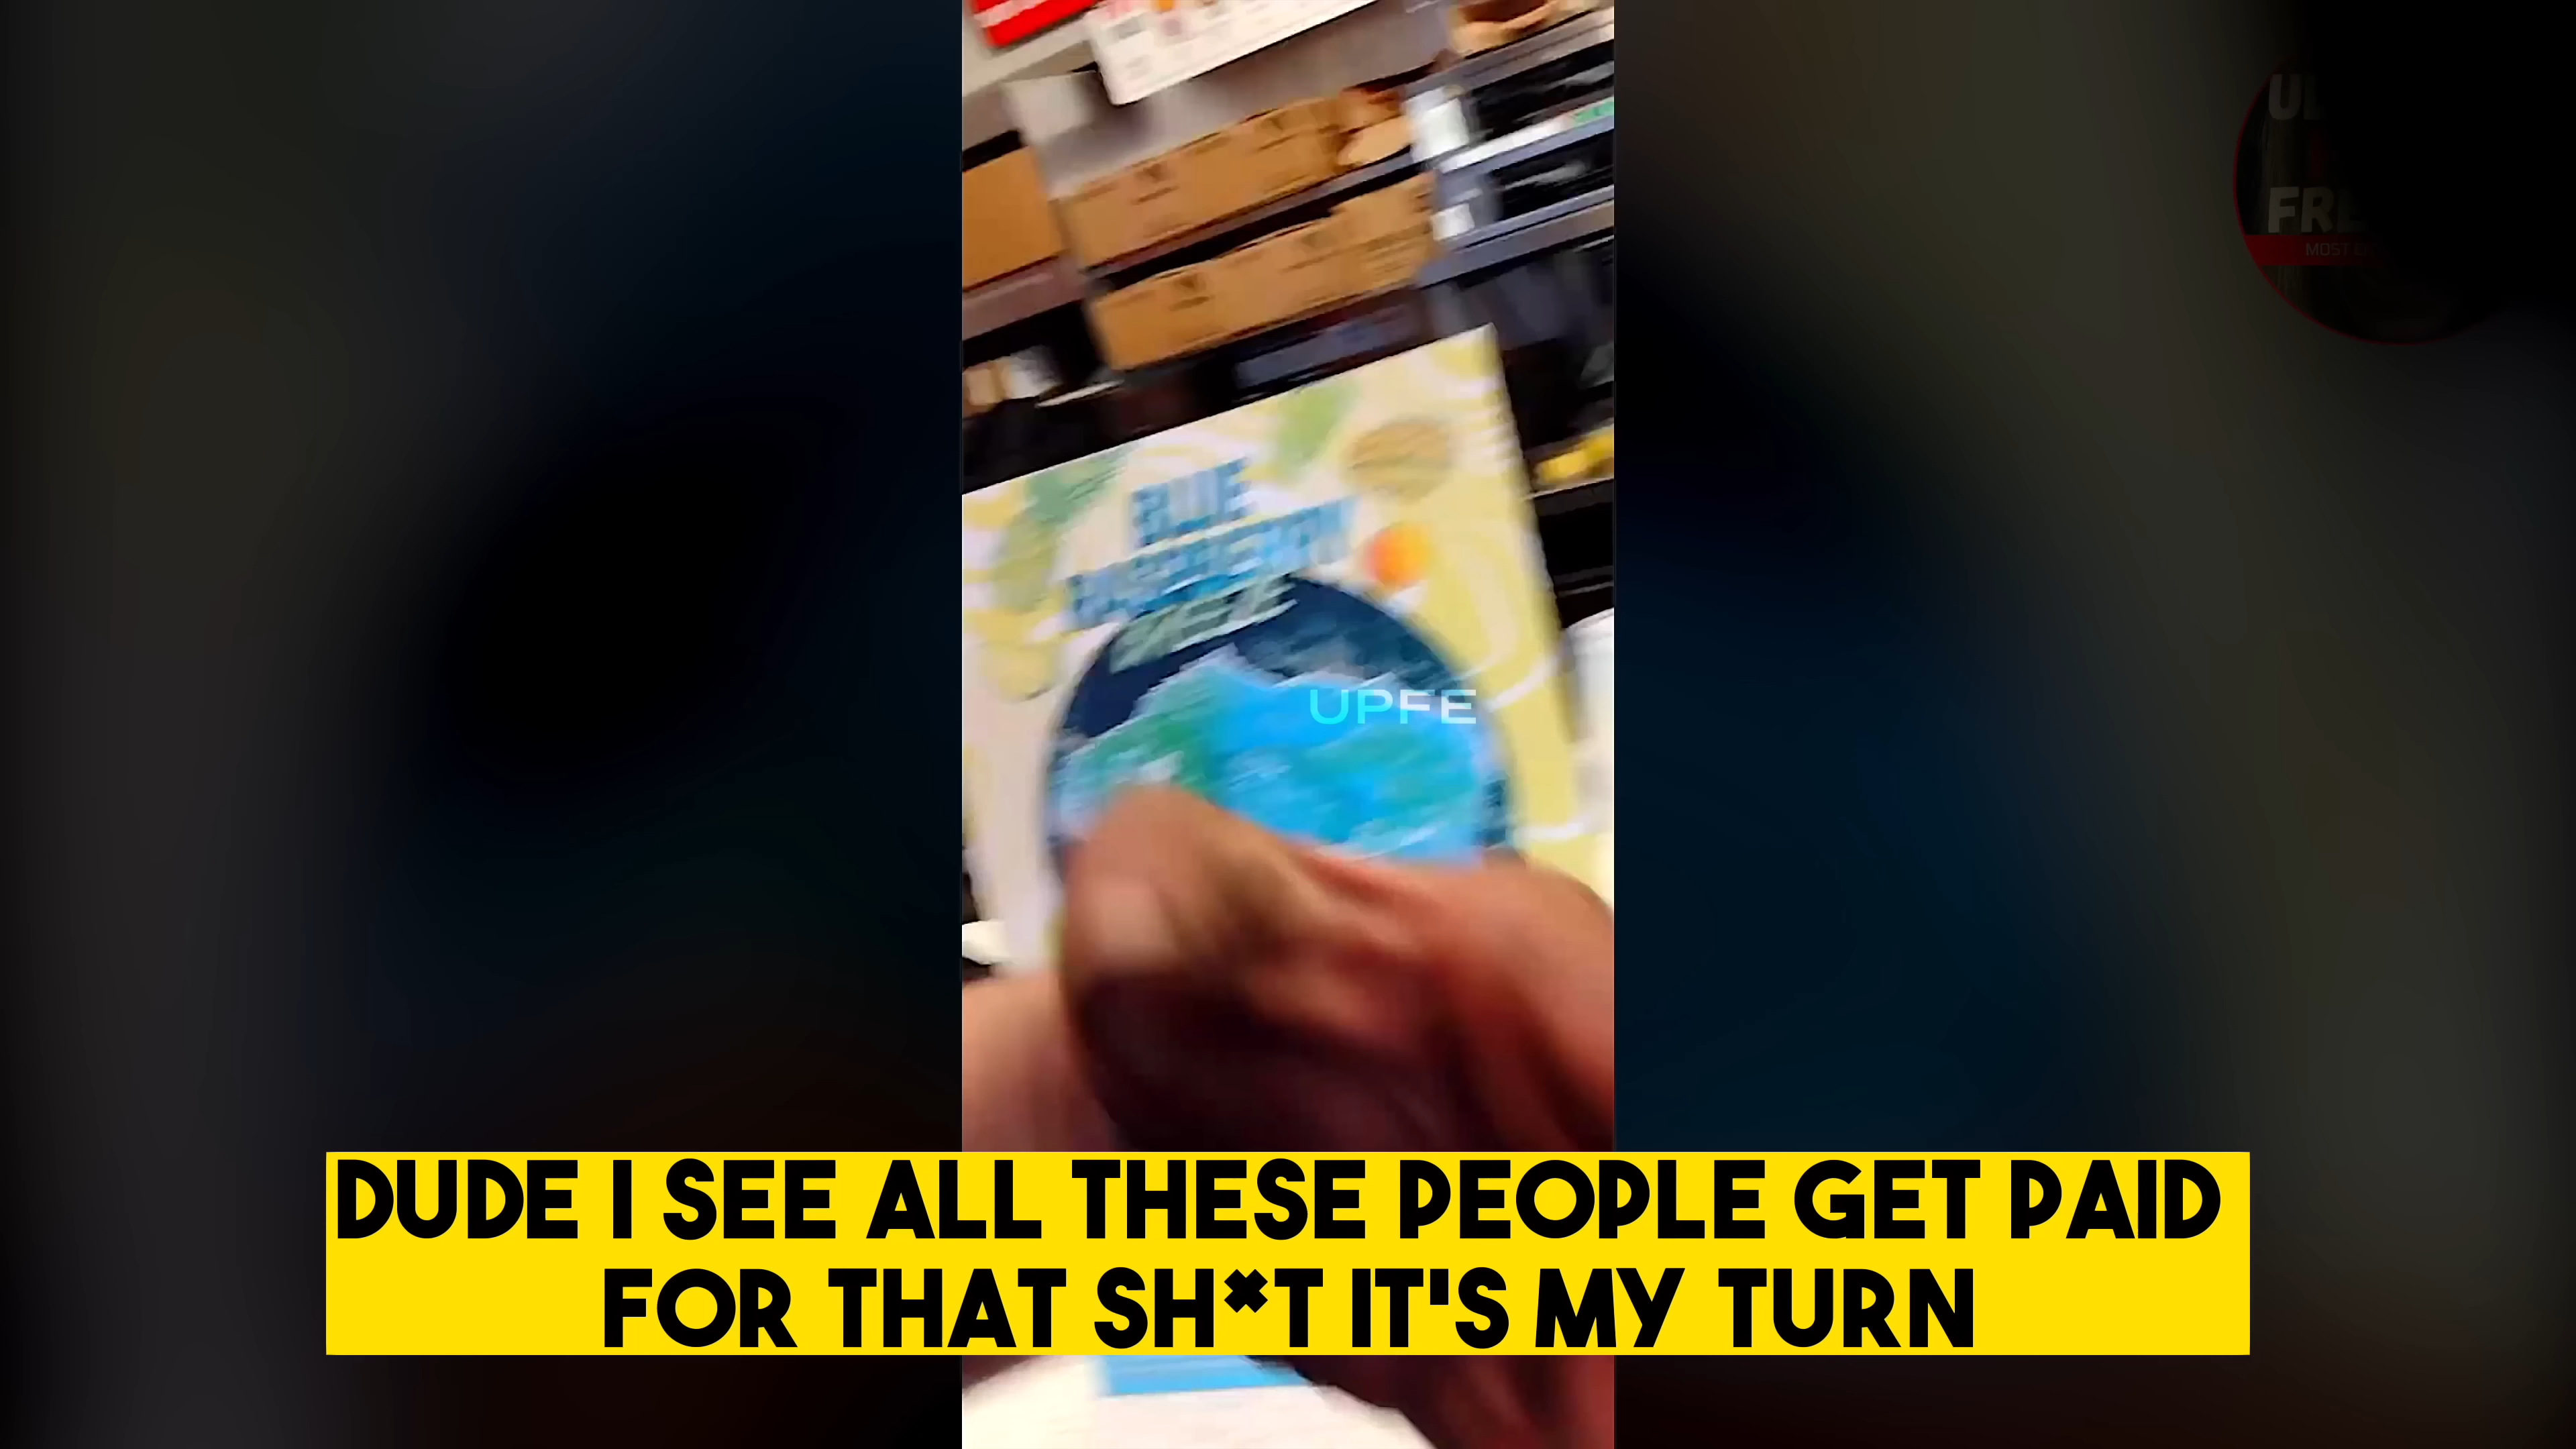 BLUE
UPFE
DUDE I SEE ALL THESE PEOPLE GET PAID
FOR THAT SH*T IT'S MY TURN